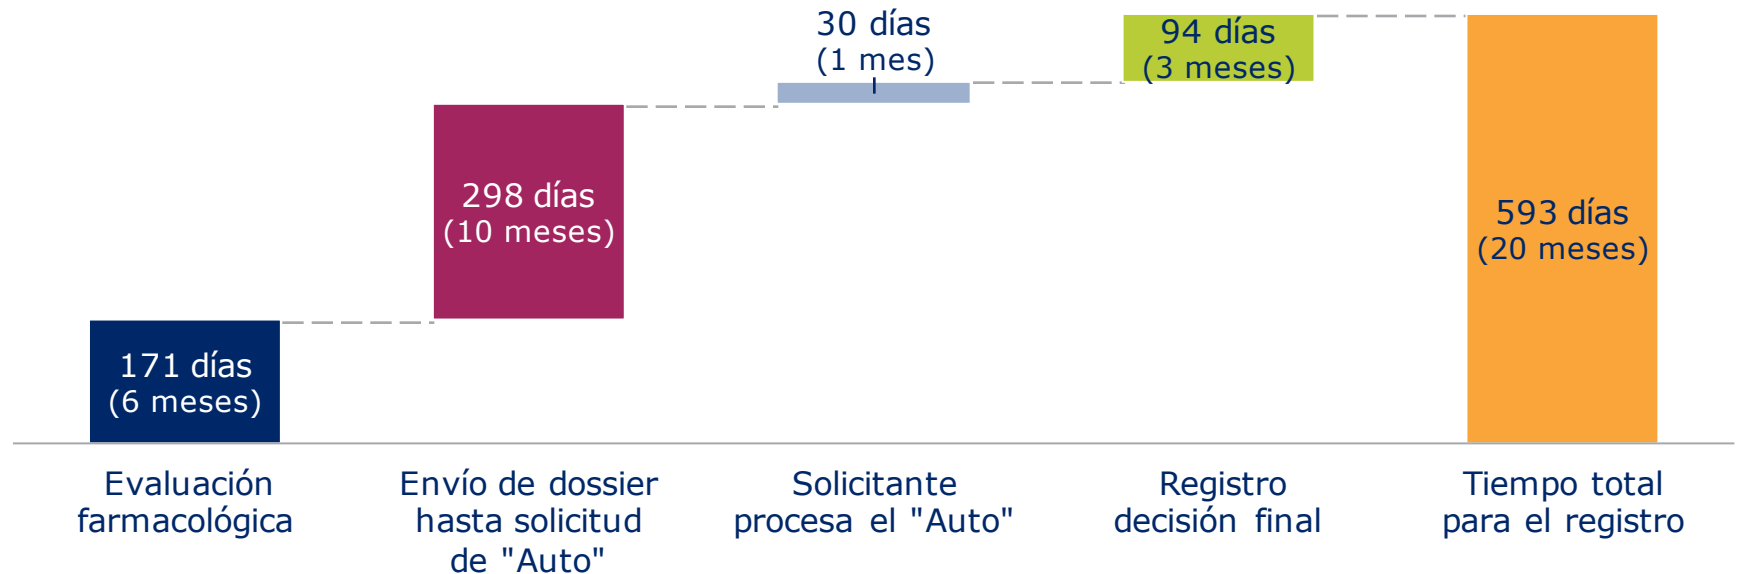 30 días
(1 mes)
94 días
(3 meses)
298 días
(10 meses)
593 días
(20 meses)
171 días
(6 meses)
Evaluación
farmacológica
Envío de dossier
hasta solicitud
de "Auto"
Solicitante
procesa el "Auto"
Registro
decisión final
Tiempo total
para el registro